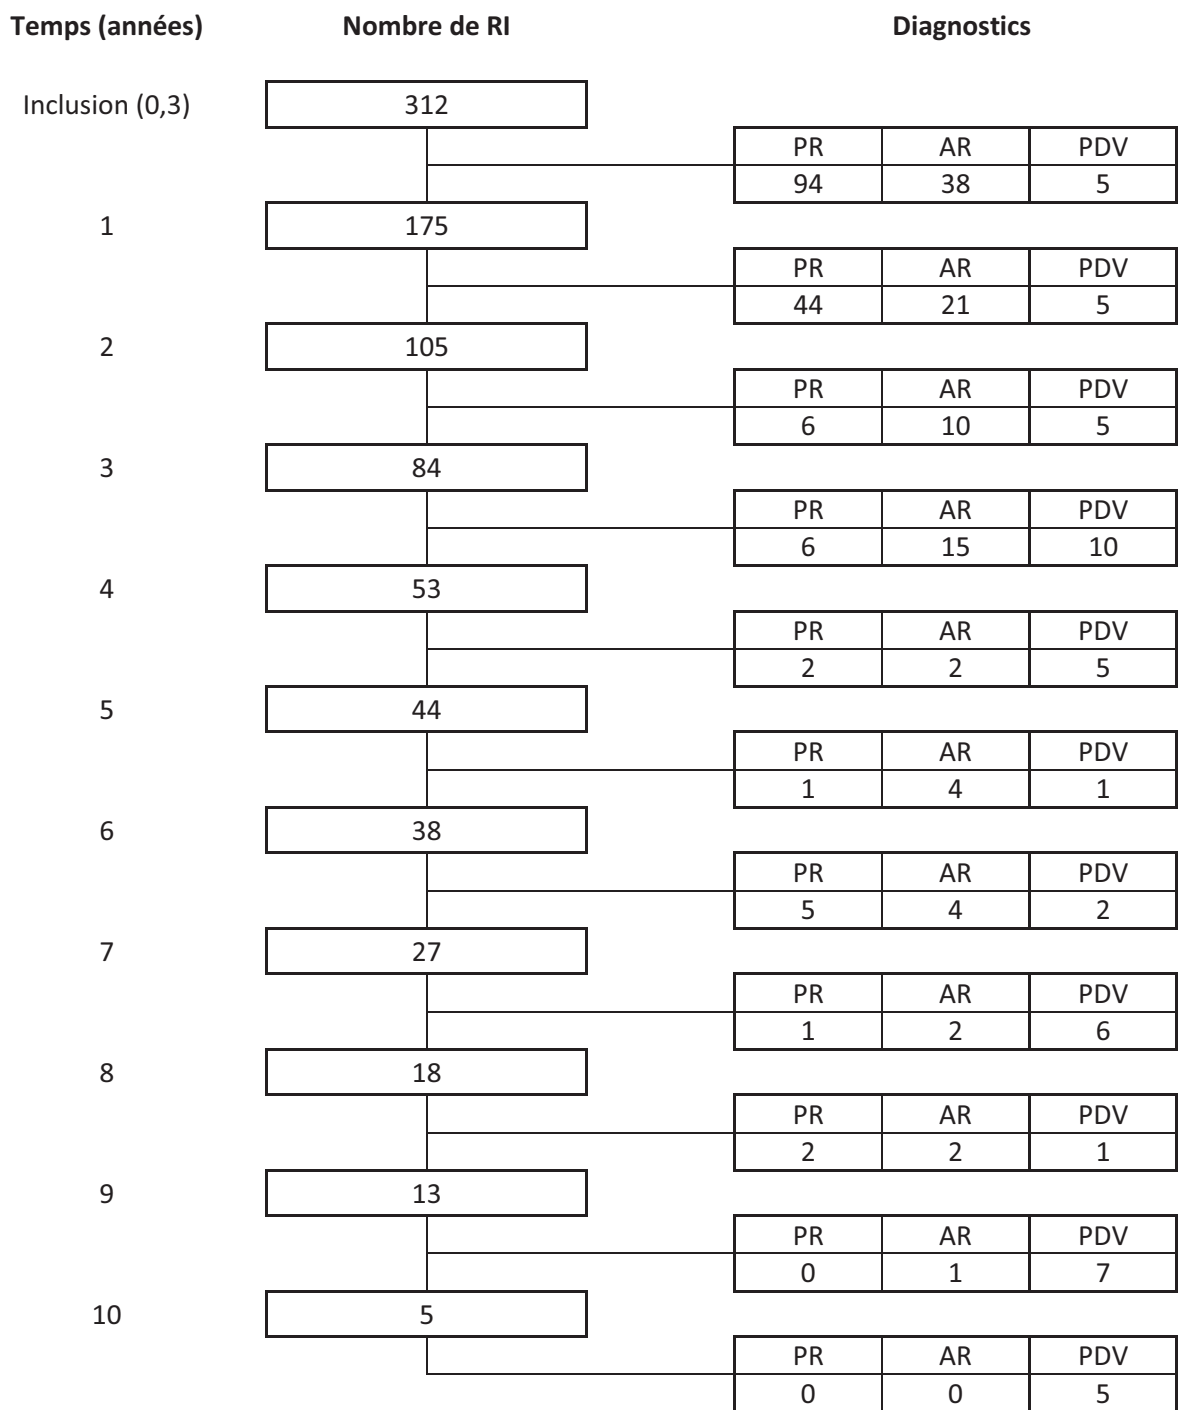 Temps (années) Nombre de RI Diagnostics
Inclusion (0,3) 312
PR AR PDV
94 38 5
1 175
PR AR PDV
44 21 5
2 105
PR AR PDV
6 10 5
3 84
PR AR PDV
6 15 10
4 53
PR AR PDV
2 2 5
5 44
PR AR PDV
1 4 1
6 38
PR AR PDV
5 4 2
7 27
PR AR PDV
1 2 6
8 18
PR AR PDV
2 2 1
9 13
PR AR PDV
0 1 7
10 5
PR AR PDV
0 0 5